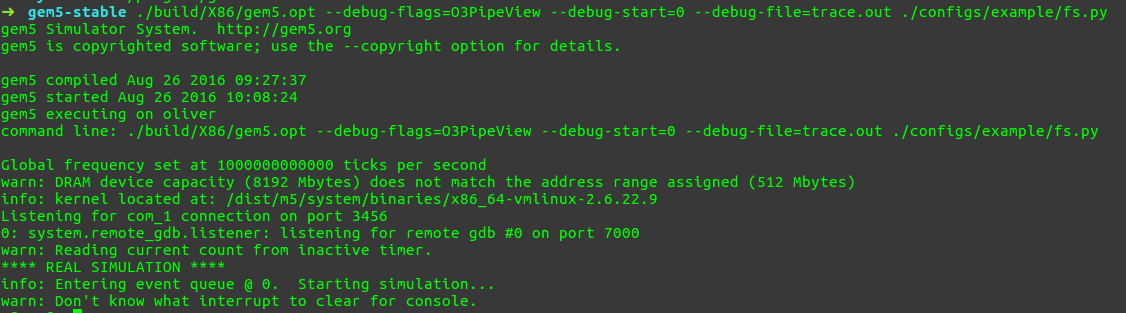 ➜ gem5-stable ./build/X86/gem5.opt --debug-flags=O3PipeView --debug-start=0 --debug-file=trace.out ./configs/example/fs.py
gem5 Simulator System.  http://gem5.org
gem5 is copyrighted software; use the --copyright option for details.
gem5 compiled Aug 26 2016 09:27:37
gem5 started Aug 26 2016 10:08:24
gem5 executing on oliver
command line: ./build/X86/gem5.opt --debug-flags=O3PipeView --debug-start=0 --debug-file=trace.out ./configs/example/fs.py
Global frequency set at 1000000000000 ticks per second
warn: DRAM device capacity (8192 Mbytes) does not match the address range assigned (512 Mbytes)
info: kernel located at: /dist/m5/system/binaries/x86_64-vmlinux-2.6.22.9
Listening for com_1 connection on port 3456
0: system.remote_gdb.listener: listening for remote gdb #0 on port 7000
warn: Reading current count from inactive timer.
**** REAL SIMULATION ****
info: Entering event queue @ 0.  Starting simulation...
warn: Don't know what interrupt to clear for console.